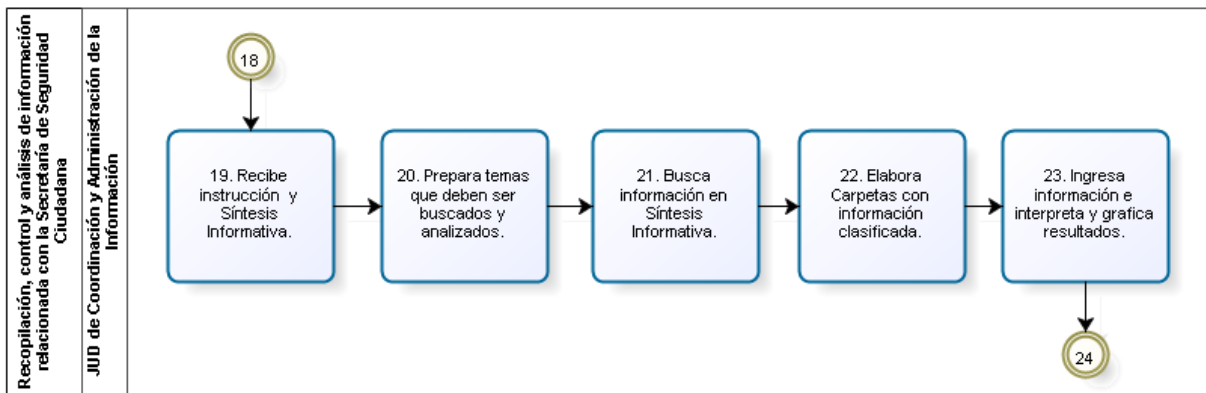 Recopilación, control y análisis de información
relacionada con la Secretaría de Seguridad
Ciudadana
JUD de Coordinación y Administración de la
Información
18
19. Recibe
instrucción y
Síntesis
Informativa.
20. Prepara temas
que deben ser
buscados y
analizados.
21. Busca
información en
Síntesis
Informativa.
22. Elabora
Carpetas con
información
clasificada.
23. Ingresa
información e
interpreta y grafica
resultados.
24